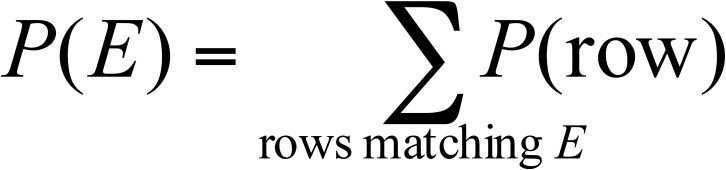 P(E) = ∑ P(row)
rows matching E